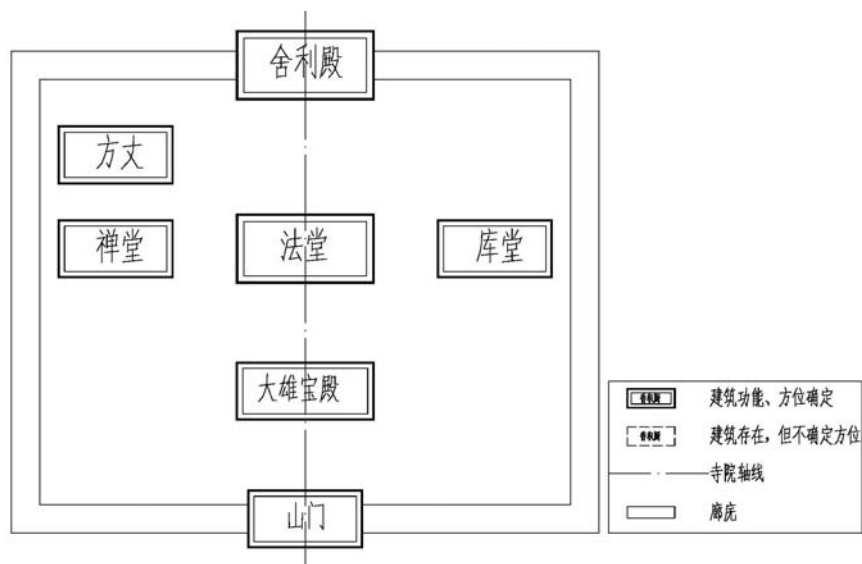 舍利殿
方丈
禅堂
法堂
库堂
大雄宝殿
山门
建筑功能、方位确定
建筑存在，但不确定方位
寺院轴线
廊庑